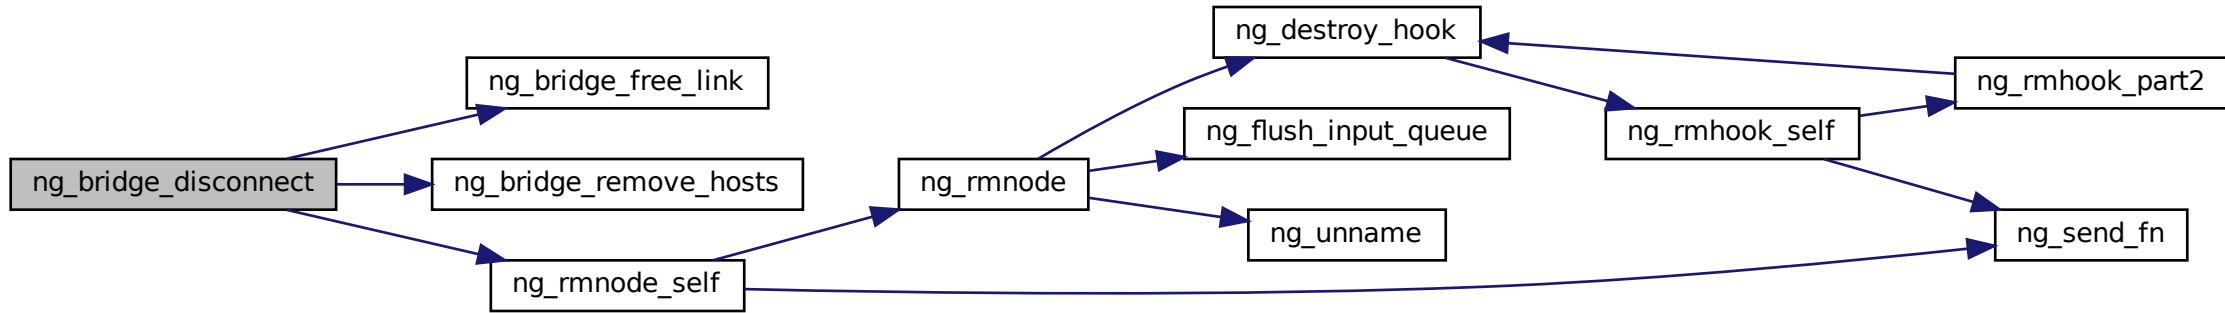 ng_bridge_disconnect
ng_bridge_free_link
ng_bridge_remove_hosts
ng_rmnode_self
ng_rmnode
ng_destroy_hook
ng_flush_input_queue
ng_unname
ng_rmhook_self
ng_rmhook_part2
ng_send_fn